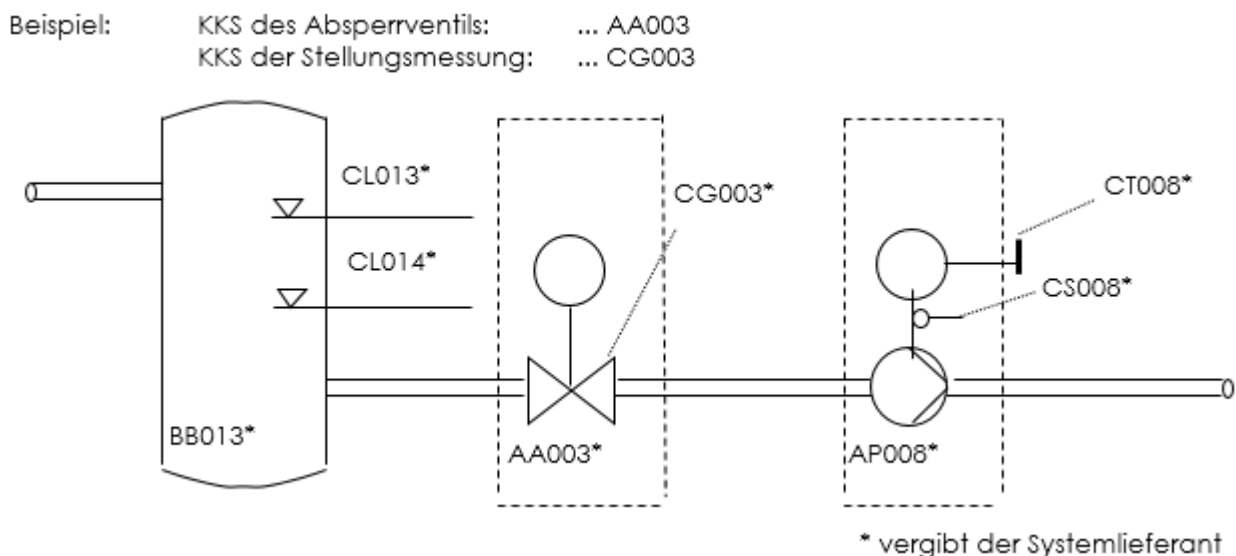 Beispiel: KKS des Absperrventils: ... AA003
KKS der Stellungsmessung: ... CG003
CL013*
CG003*
CT008*
CL014*
CS008*
BB013*
AA003*
AP008*
* vergibt der Systemlieferant